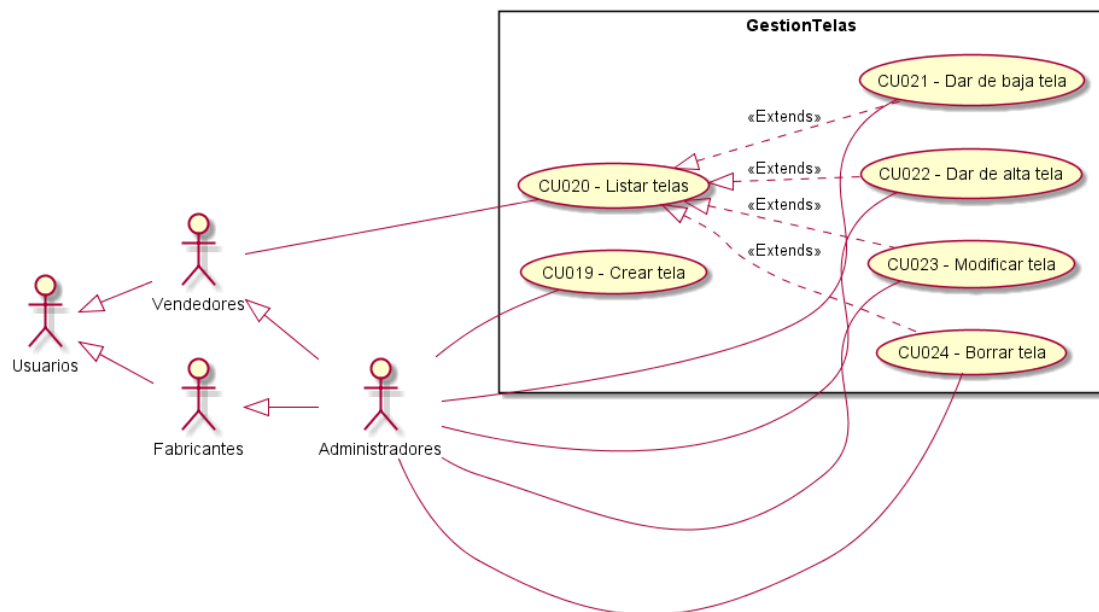 GestionTelas
CU021 - Dar de baja tela
«Extends»
CU020 - Listar telas
«Extends»
CU022 - Dar de alta tela
«Extends»
CU019 - Crear tela
«Extends»
CU023 - Modificar tela
Vendedores
CU024 - Borrar tela
Usuarios
Fabricantes
Administradores